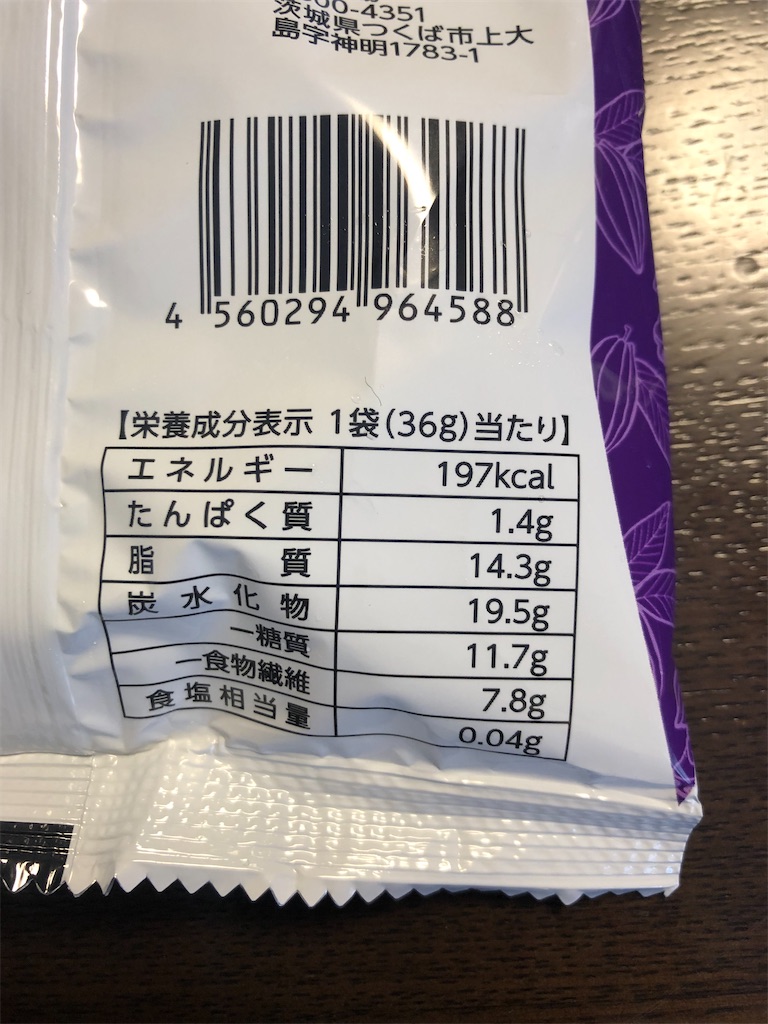 00-4351
茨城県つくば市上大
島字神明1783-1
4 560294 964588
【栄養成分表示 1袋(36g)当たり】
エネルギー 197kcal
たんぱく質 1.4g
脂質 14.3g
炭水化物 19.5g
－糖質 11.7g
－食物繊維 7.8g
食塩相当量 0.04g